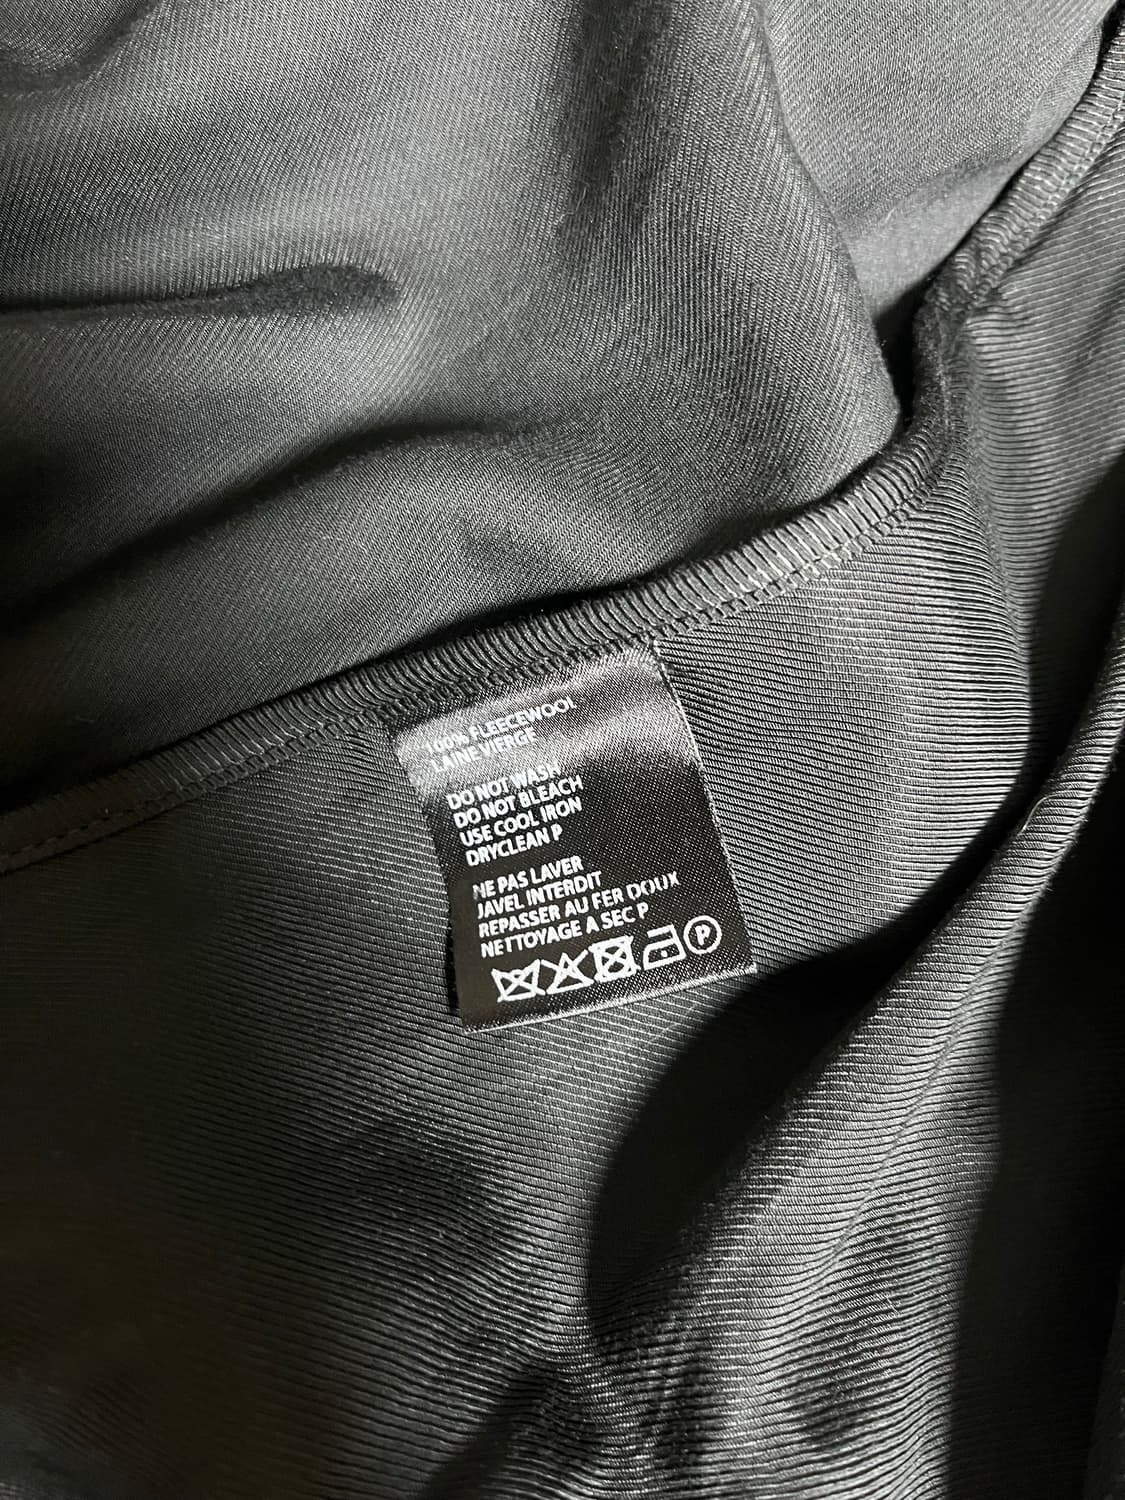 100% FLEECEWOOL
LAINE VIERGE
DO NOT WASH
DO NOT BLEACH
USE COOL IRON
DRYCLEAN P
NE PAS LAVER
JAVEL INTERDIT
REPASSER AU FER DOUX
NETTOYAGE A SEC P
P